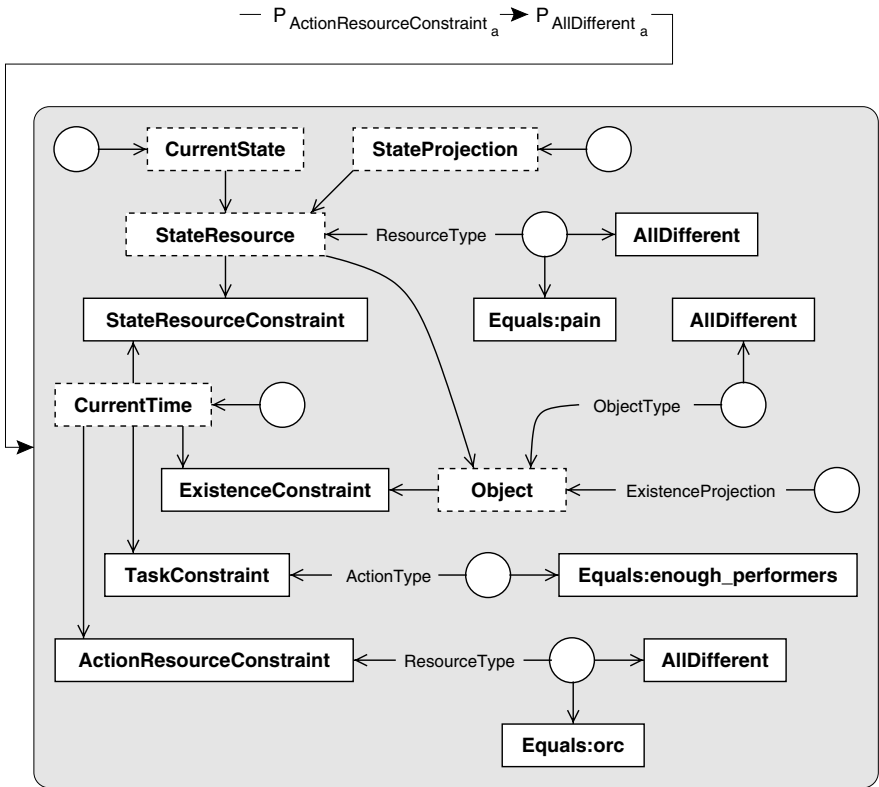 P ActionResourceConstraint a P AllDifferent a
CurrentState StateProjection
StateResource ResourceType AllDifferent
StateResourceConstraint Equals:pain AllDifferent
CurrentTime ObjectType
ExistenceConstraint Object ExistenceProjection
TaskConstraint ActionType Equals:enough_performers
ActionResourceConstraint ResourceType AllDifferent
Equals:orc